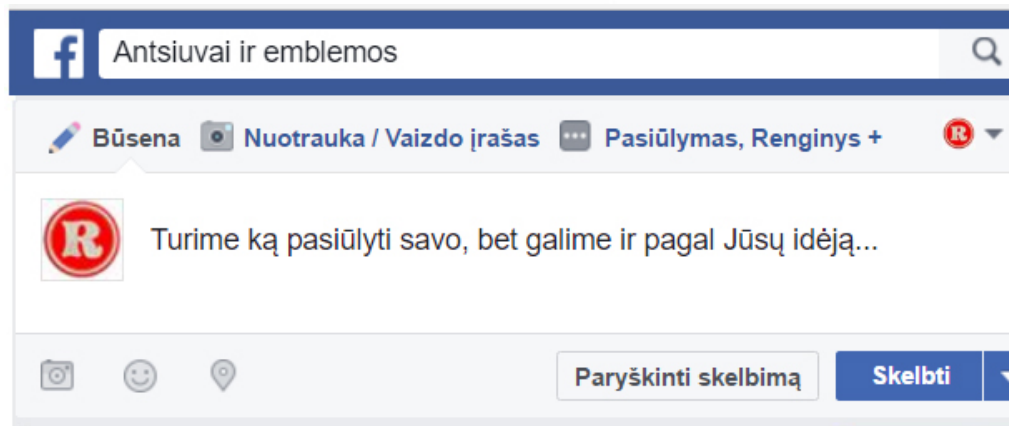 f Antsiuvai ir emblemos
Būsena Nuotrauka / Vaizdo įrašas Pasiūlymas, Renginys + R
R Turime ką pasiūlyti savo, bet galime ir pagal Jūsų idėją...
Paryškinti skelbimą Skelbti